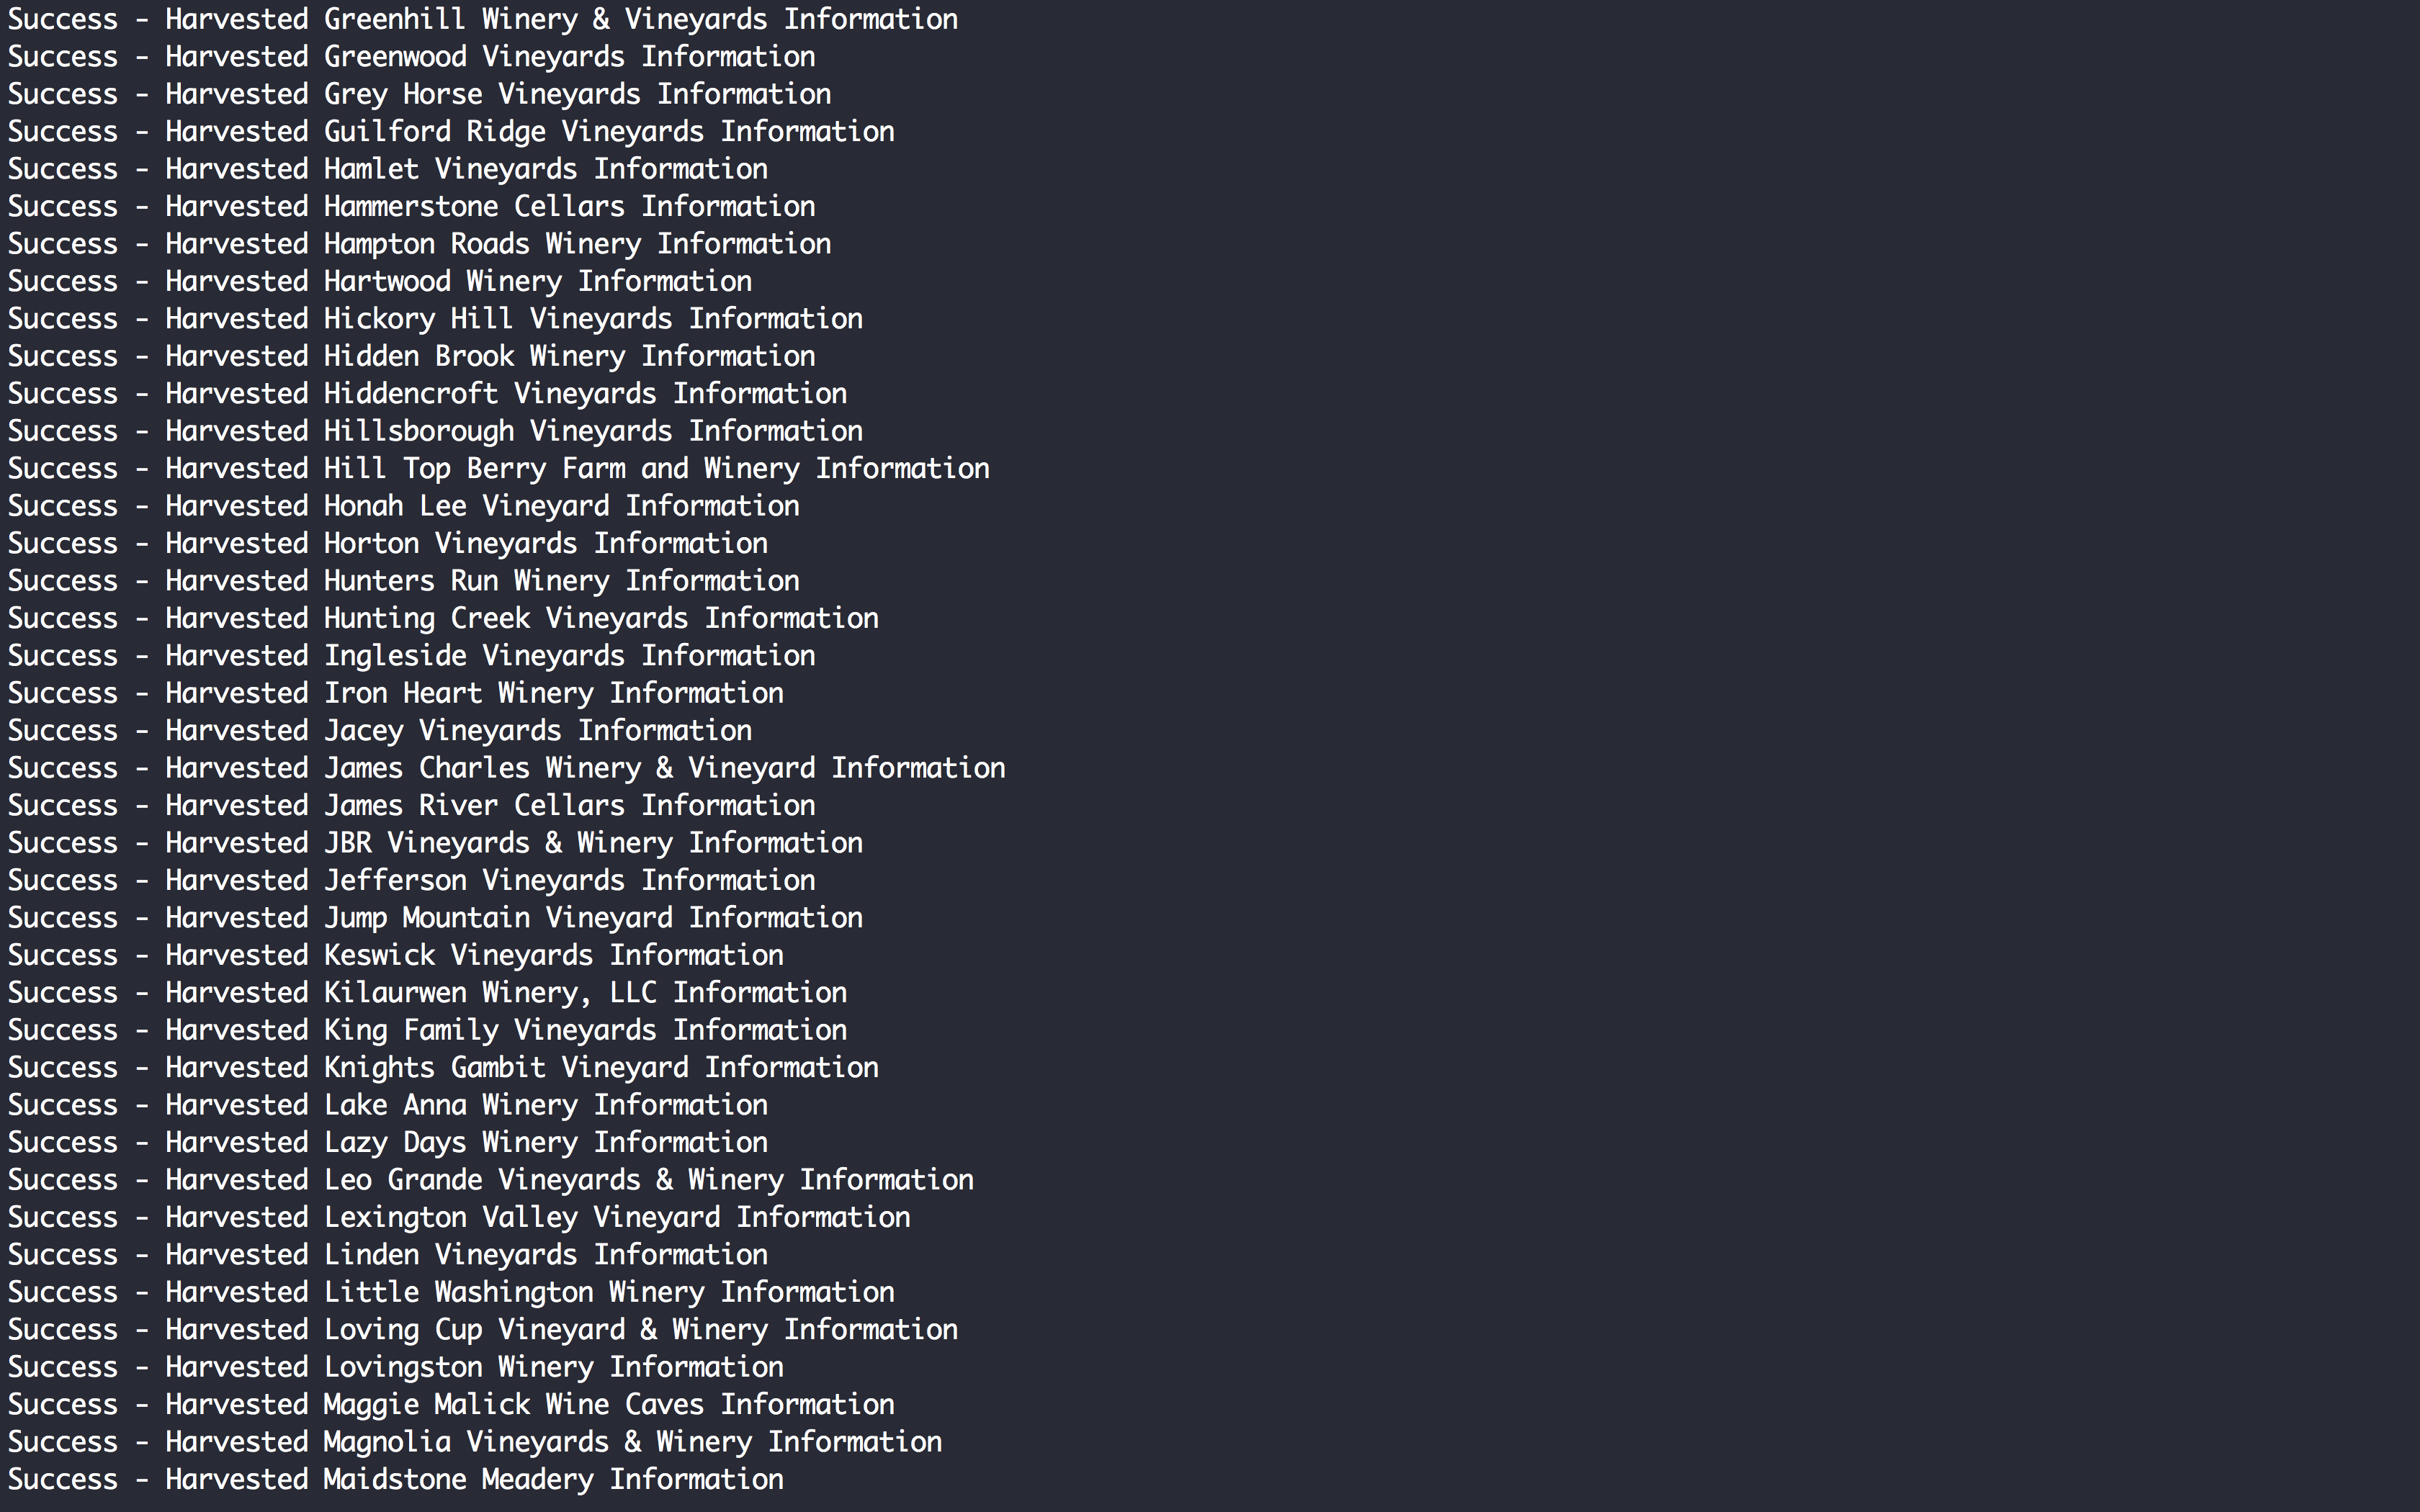 Success - Harvested Greenhill Winery & Vineyards Information
Success - Harvested Greenwood Vineyards Information
Success - Harvested Grey Horse Vineyards Information
Success - Harvested Guilford Ridge Vineyards Information
Success - Harvested Hamlet Vineyards Information
Success - Harvested Hammerstone Cellars Information
Success - Harvested Hampton Roads Winery Information
Success - Harvested Hartwood Winery Information
Success - Harvested Hickory Hill Vineyards Information
Success - Harvested Hidden Brook Winery Information
Success - Harvested Hiddencroft Vineyards Information
Success - Harvested Hillsborough Vineyards Information
Success - Harvested Hill Top Berry Farm and Winery Information
Success - Harvested Honah Lee Vineyard Information
Success - Harvested Horton Vineyards Information
Success - Harvested Hunters Run Winery Information
Success - Harvested Hunting Creek Vineyards Information
Success - Harvested Ingleside Vineyards Information
Success - Harvested Iron Heart Winery Information
Success - Harvested Jacey Vineyards Information
Success - Harvested James Charles Winery & Vineyard Information
Success - Harvested James River Cellars Information
Success - Harvested JBR Vineyards & Winery Information
Success - Harvested Jefferson Vineyards Information
Success - Harvested Jump Mountain Vineyard Information
Success - Harvested Keswick Vineyards Information
Success - Harvested Kilaurwen Winery, LLC Information
Success - Harvested King Family Vineyards Information
Success - Harvested Knights Gambit Vineyard Information
Success - Harvested Lake Anna Winery Information
Success - Harvested Lazy Days Winery Information
Success - Harvested Leo Grande Vineyards & Winery Information
Success - Harvested Lexington Valley Vineyard Information
Success - Harvested Linden Vineyards Information
Success - Harvested Little Washington Winery Information
Success - Harvested Loving Cup Vineyard & Winery Information
Success - Harvested Lovingston Winery Information
Success - Harvested Maggie Malick Wine Caves Information
Success - Harvested Magnolia Vineyards & Winery Information
Success - Harvested Maidstone Meadery Information